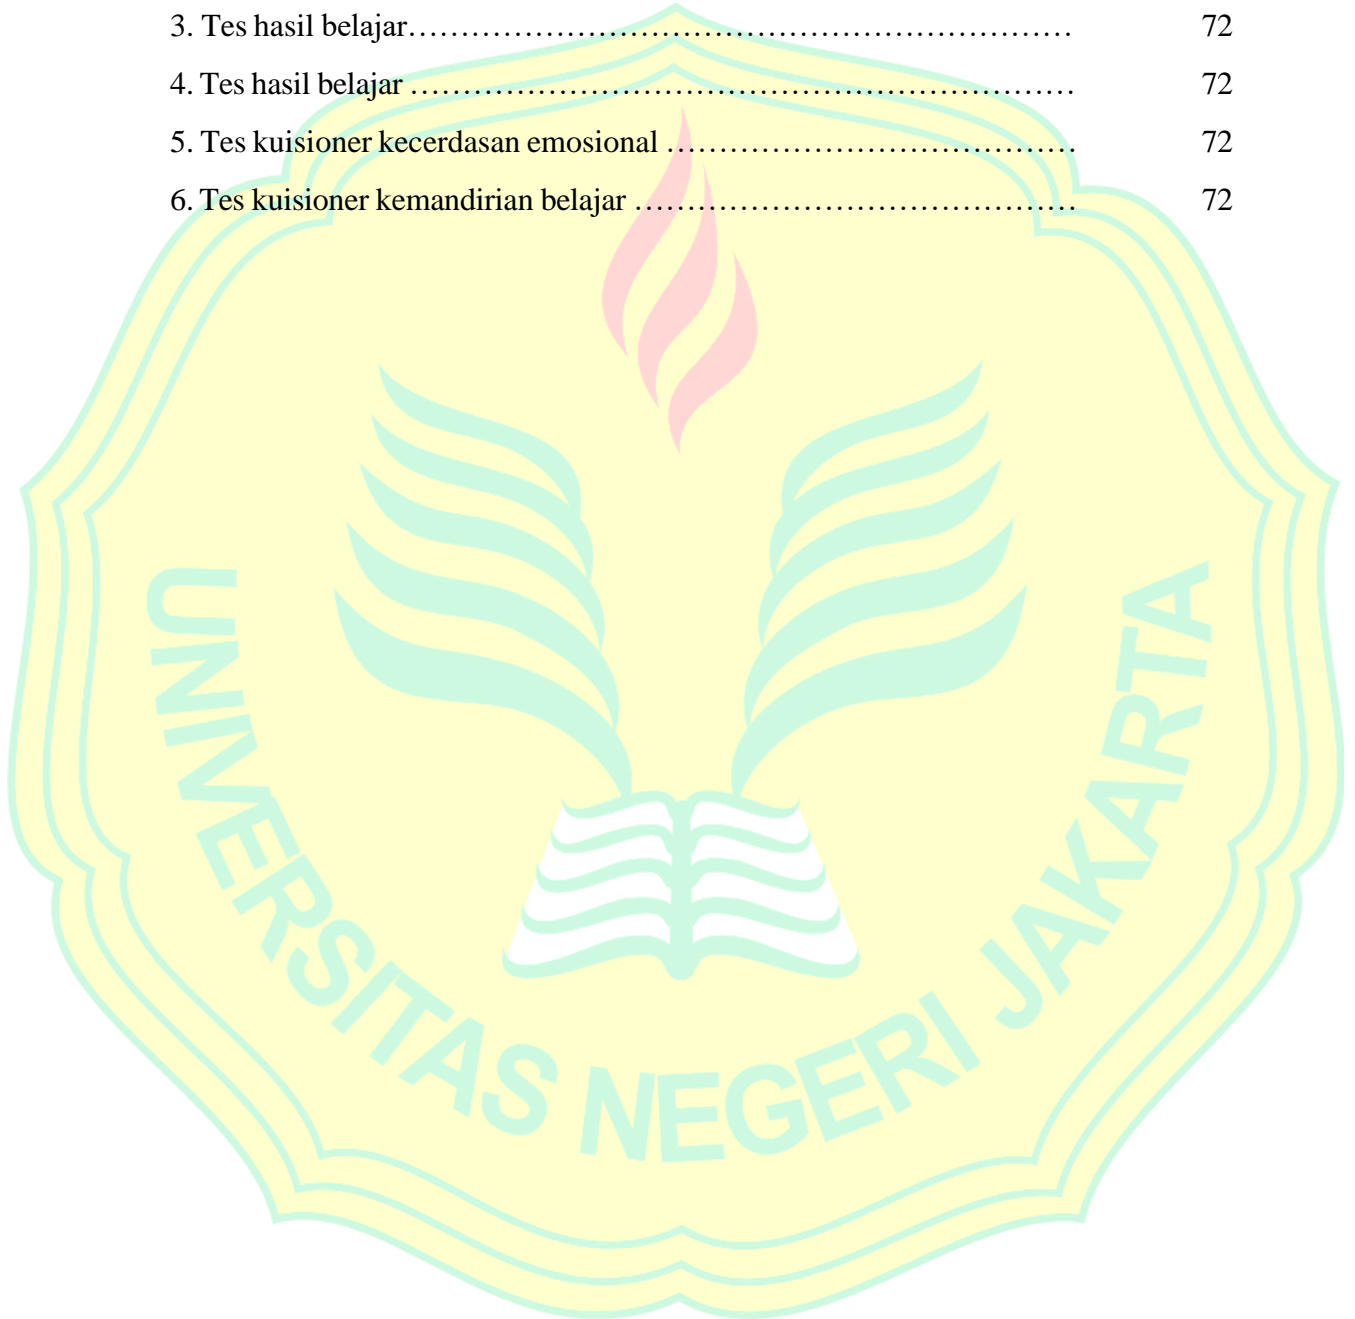 3. Tes hasil belajar…………………………………………………………… 72
4. Tes hasil belajar …………………………………………………………… 72
5. Tes kuisioner kecerdasan emosional …………………………………… 72
6. Tes kuisioner kemandirian belajar ……………………………………… 72
UNIVERSITAS NEGERI JAKARTA